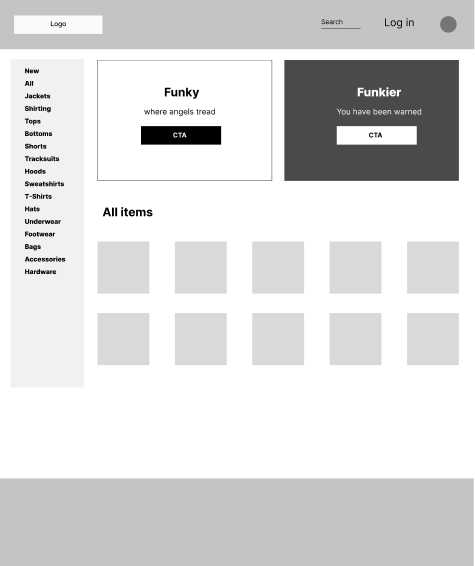 Logo
Search
Log in
New
All
Jackets
Shirting
Tops
Bottoms
Shorts
Tracksuits
Hoods
Sweatshirts
T-Shirts
Hats
Underwear
Footwear
Bags
Accessories
Hardware
Funky
where angels tread
CTA
Funkier
You have been warned
CTA
All items